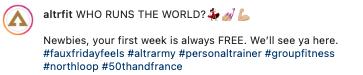 altrfit WHO RUNS THE WORLD?💃💅🏼💪🏼
Newbies, your first week is always FREE. We'll see ya here.
#fauxfridayfeels #altrarmy #personaltrainer #groupfitness
#northloop #50thandfrance